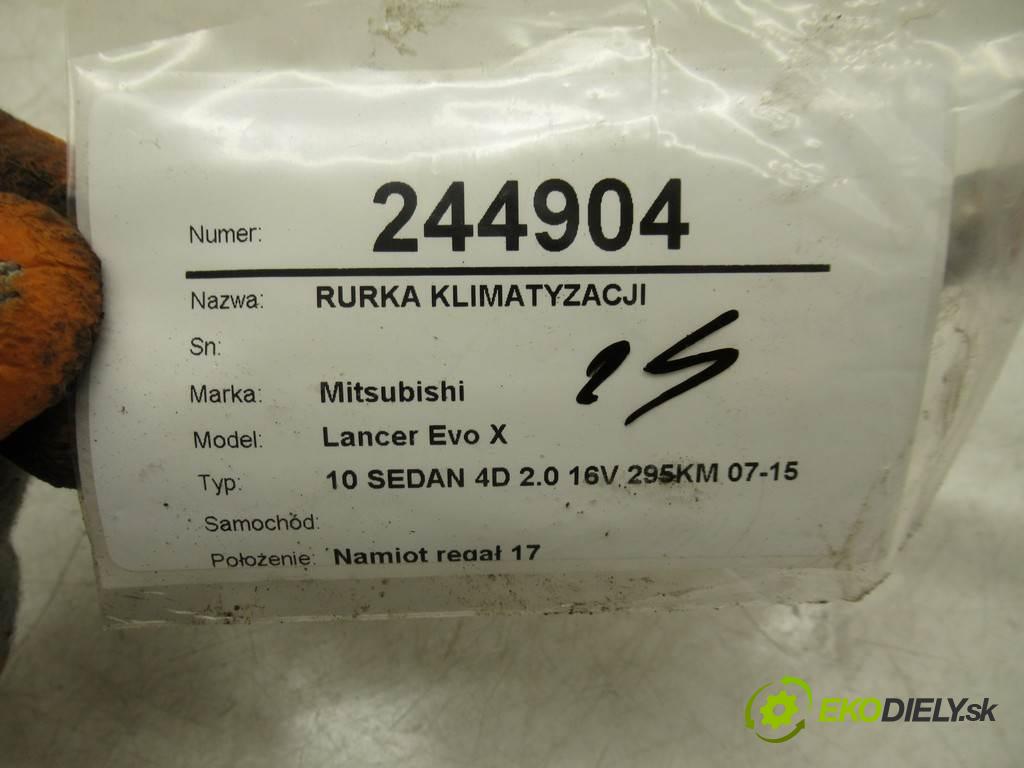 Numer: 244904
Nazwa: RURKA KLIMATYZACJI
Sn:
Marka: Mitsubishi
Model: Lancer Evo X
Typ: 10 SEDAN 4D 2.0 16V 295KM 07-15
Samochód:
Położenie: Namiot regał 17
EKODIELY.sk